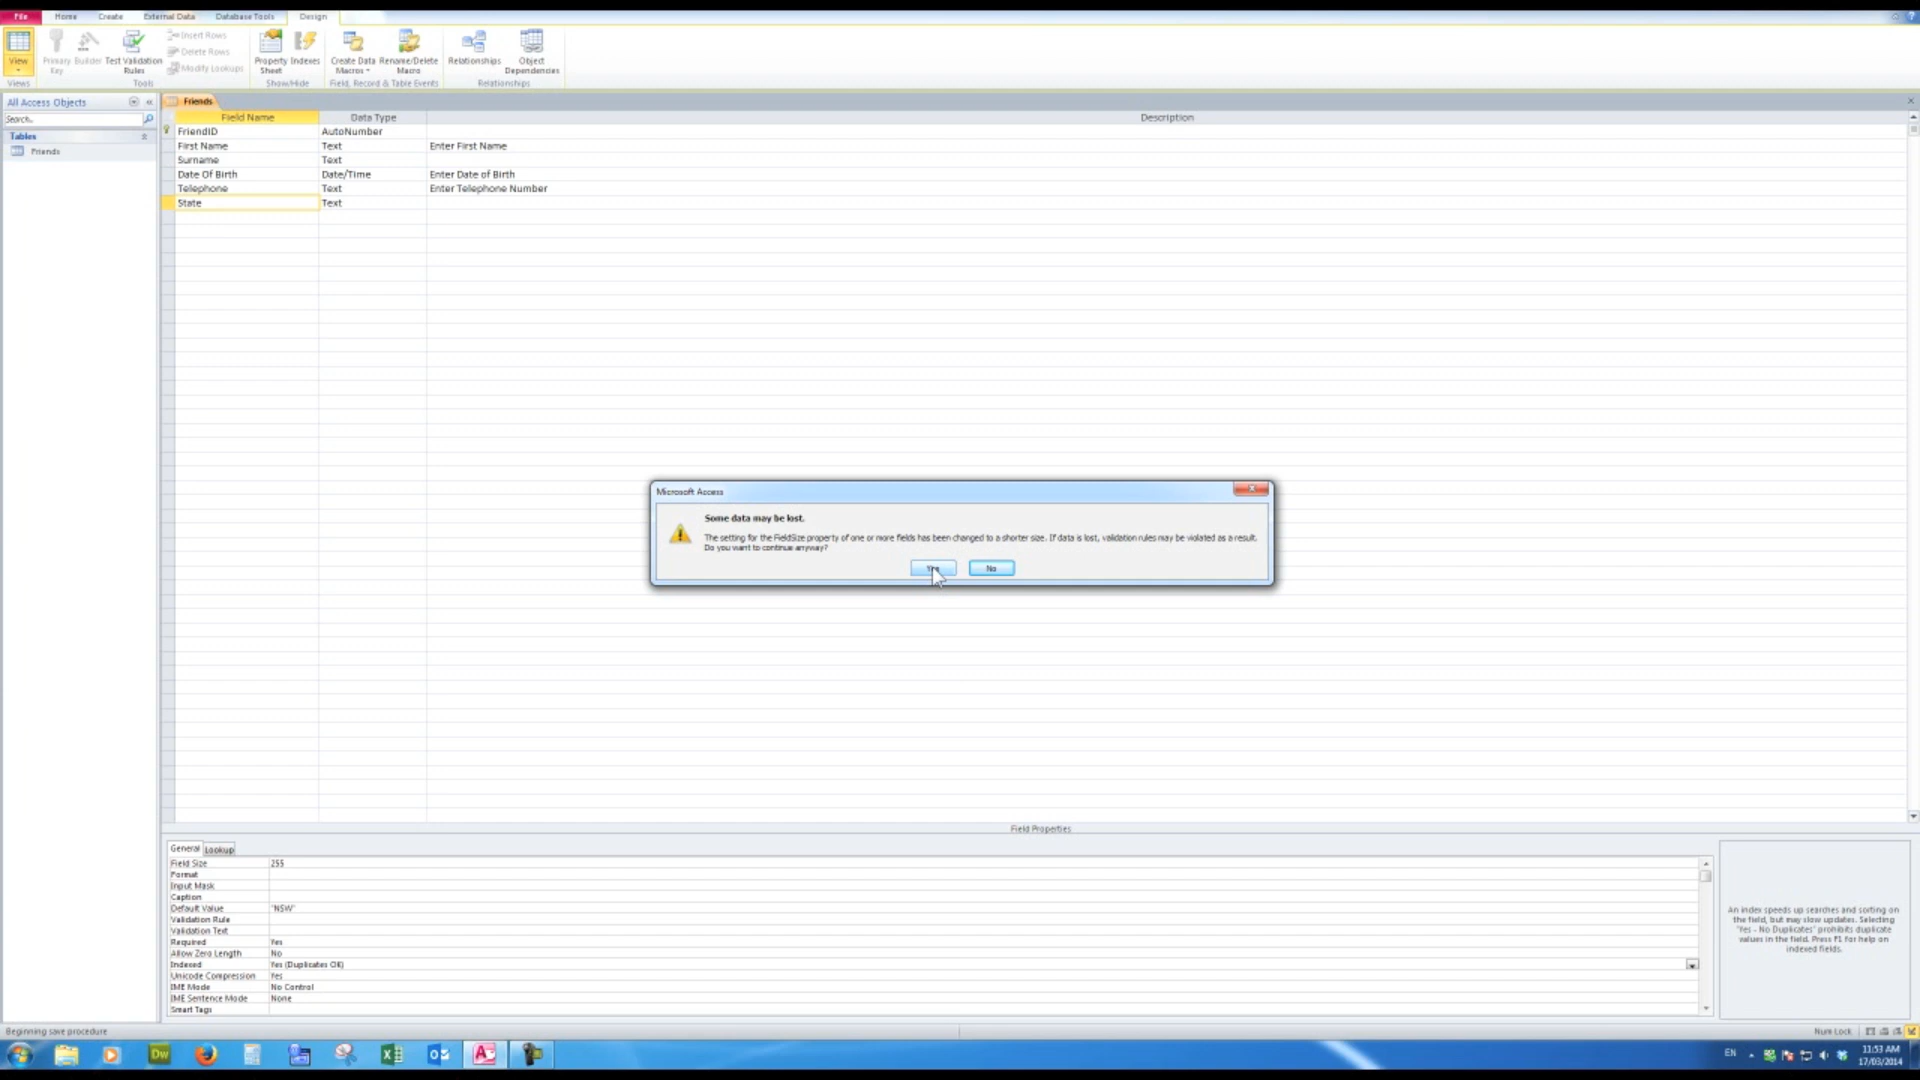 File Home Create External Data Database Tools Design
View Primary Key Builder Test Validation Rules Insert Rows Delete Rows Modify Lookups Property Sheet Indexes Create Data Macros Rename/Delete Macro Relationships Object Dependencies
Views Tools Show/Hide Field, Record & Table Events Relationships
All Access Objects
Search..
Tables
Friends
Friends
Field Name Data Type Description
FriendID AutoNumber
First Name Text Enter First Name
Surname Text
Date Of Birth Date/Time Enter Date of Birth
Telephone Text Enter Telephone Number
State Text
Microsoft Access
Some data may be lost.
The setting for the FieldSize property of one or more fields has been changed to a shorter size. If data is lost, validation rules may be violated as a result.
Do you want to continue anyway?
Yes No
Field Properties
General Lookup
Field Size 255
Format
Input Mask
Caption
Default Value "NSW"
Validation Rule
Validation Text
Required Yes
Allow Zero Length No
Indexed Yes (Duplicates OK)
Unicode Compression Yes
IME Mode No Control
IME Sentence Mode None
Smart Tags
An index speeds up searches and sorting on
the field, but may slow updates. Selecting
"Yes - No Duplicates" prohibits duplicate
values in the field. Press F1 for help on
indexed fields.
Beginning save procedure Num Lock
Dw EN 11:53 AM
17/03/2014